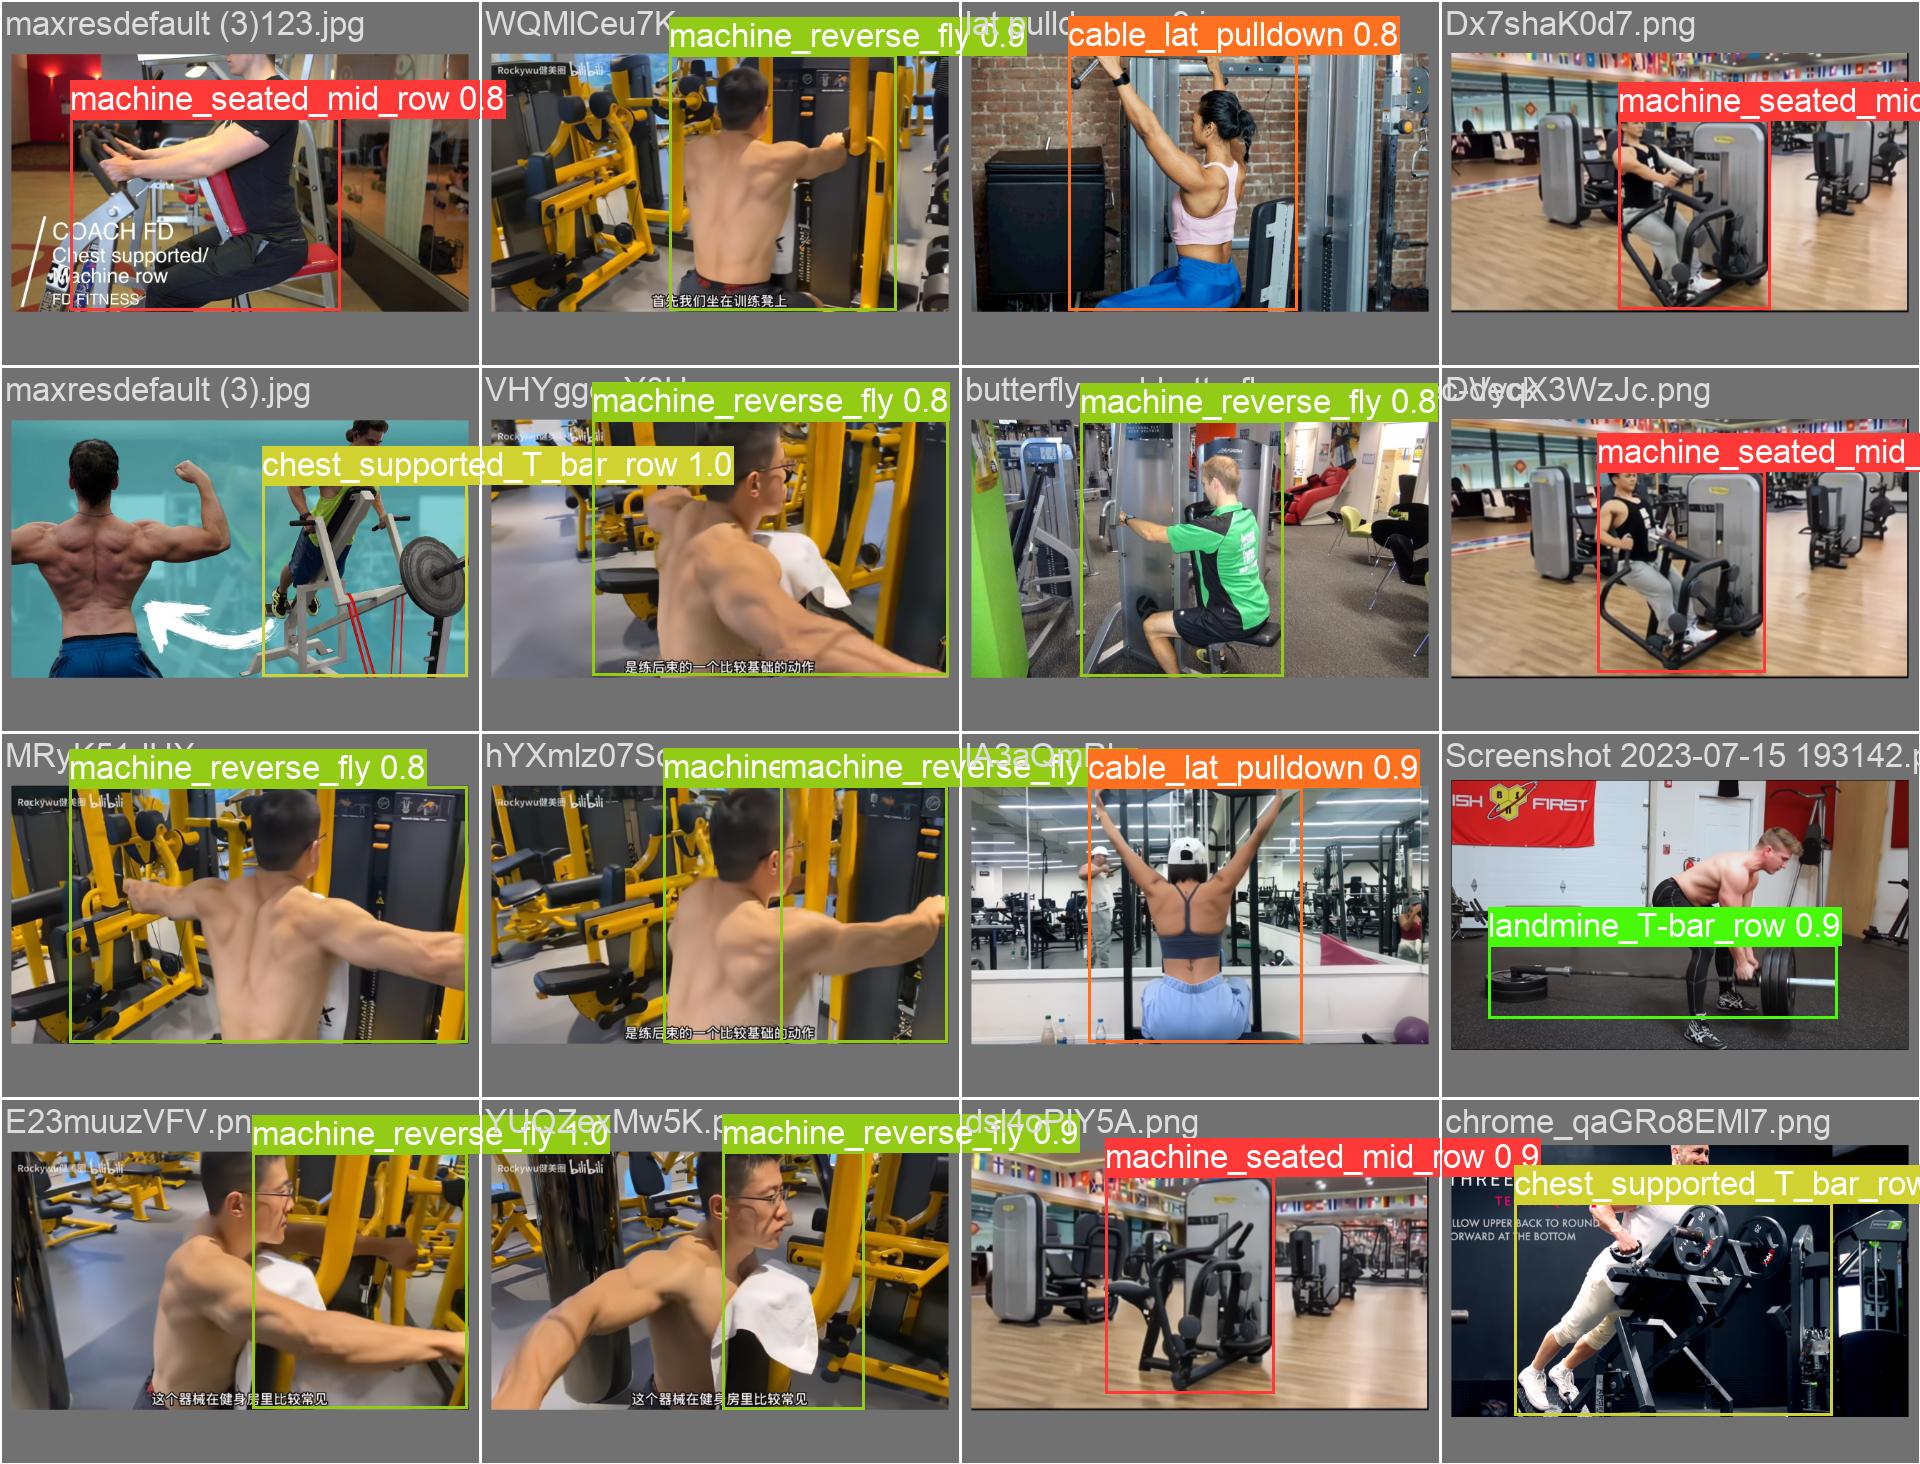 maxresdefault (3)123.jpg
machine_seated_mid_row 0.8
COACH FD
Chest supported/
Machine row
FD FITNESS
WQMlCeu7K
machine_reverse_fly 0.9
Rockywu健美圈 bilibili
首先我们坐在训练凳上
lat pulld
cable_lat_pulldown 0.8
Dx7shaK0d7.png
machine_seated_mid
maxresdefault (3).jpg
chest_supported_T_bar_row 1.0
machine_reverse_fly 0.8
Rockywu健美圈 bilibili
是练后束的一个比较基础的动作
butterfly
machine_reverse_fly 0.8
X3WzJc.png
machine_seated_mid_
machine_reverse_fly 0.8
Rockywu健美圈 bilibili
hYXmlz07S
machine
machine_reverse_fly
Rockywu健美圈 bilibili
是练后束的一个比较基础的动作
cable_lat_pulldown 0.9
Screenshot 2023-07-15 193142.p
ISH FIRST
landmine_T-bar_row 0.9
E23muuzVFV.pn
machine_reverse_fly 1.0
Rockywu健美圈 bilibili
这个器械在健身房里比较常见
YUQZexMw5K.p
machine_reverse_fly 0.9
Rockywu健美圈 bilibili
这个器械在健身房里比较常见
dsl4oPlY5A.png
machine_seated_mid_row 0.9
chrome_qaGRo8EMl7.png
chest_supported_T_bar_row
THREE
TE
LLOW UPPER BACK TO ROUND
ORWARD AT THE BOTTOM